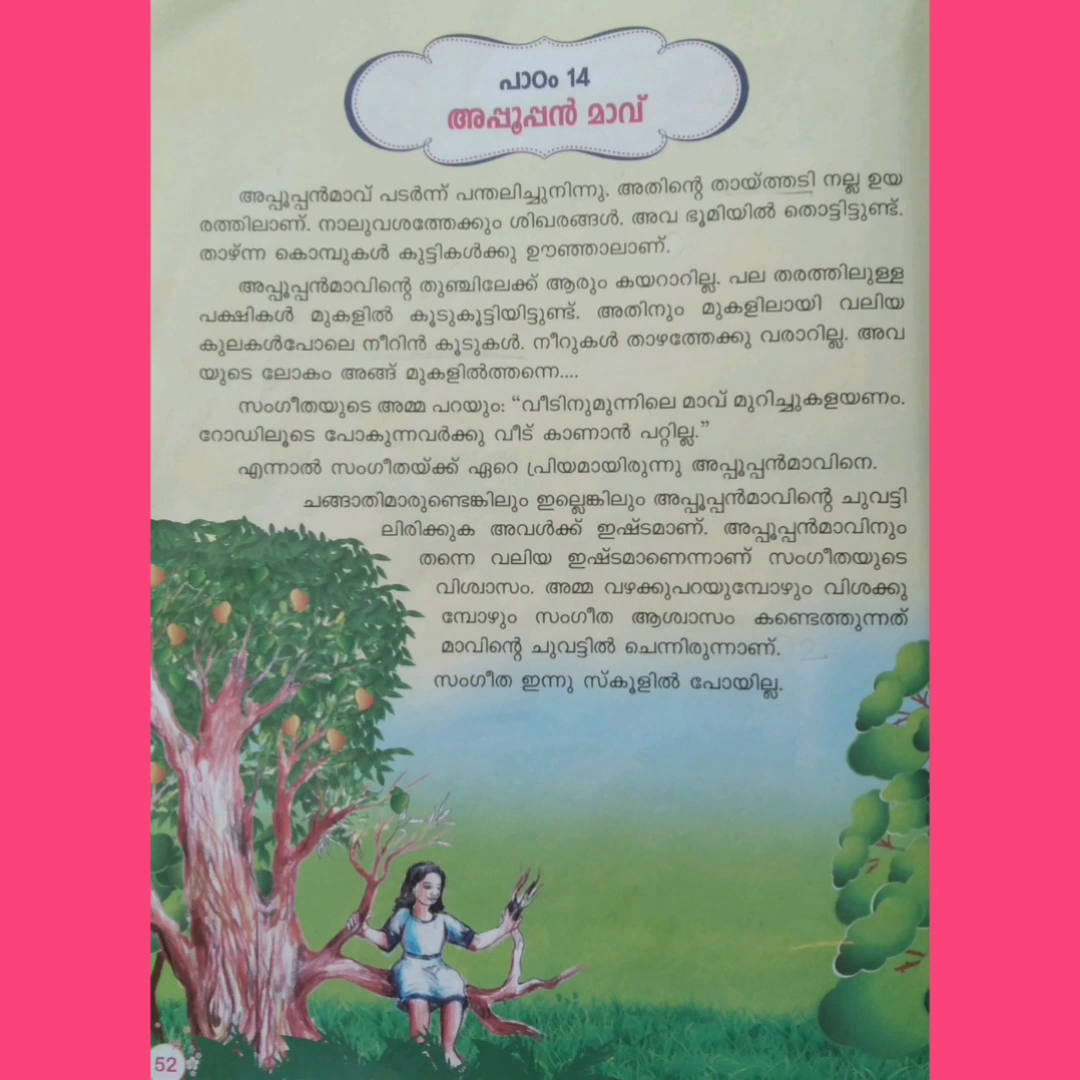 പാഠം 14
അപ്പൂപ്പൻ മാവ്
അപ്പൂപ്പൻമാവ് പടർന്ന് പന്തലിച്ചുനിന്നു. അതിന്റെ തായ്ത്തടി നല്ല ഉയ
രത്തിലാണ്. നാലുവശത്തേക്കും ശിഖരങ്ങൾ. അവ ഭൂമിയിൽ തൊട്ടിട്ടുണ്ട്.
താഴ്ന്ന കൊമ്പുകൾ കുട്ടികൾക്കു ഊഞ്ഞാലാണ്.
അപ്പൂപ്പൻമാവിന്റെ തുഞ്ചിലേക്ക് ആരും കയറാറില്ല. പല തരത്തിലുള്ള
പക്ഷികൾ മുകളിൽ കൂടുകൂട്ടിയിട്ടുണ്ട്. അതിനും മുകളിലായി വലിയ
കുലകൾപോലെ നീറിൻ കൂടുകൾ. നീറുകൾ താഴത്തേക്കു വരാറില്ല. അവ
യുടെ ലോകം അങ്ങ് മുകളിൽത്തന്നെ....
സംഗീതയുടെ അമ്മ പറയും: “വീടിനുമുന്നിലെ മാവ് മുറിച്ചുകളയണം.
റോഡിലൂടെ പോകുന്നവർക്കു വീട് കാണാൻ പറ്റില്ല.”
എന്നാൽ സംഗീതയ്ക്ക് ഏറെ പ്രിയമായിരുന്നു അപ്പൂപ്പൻമാവിനെ.
ചങ്ങാതിമാരുണ്ടെങ്കിലും ഇല്ലെങ്കിലും അപ്പൂപ്പൻമാവിന്റെ ചുവട്ടി
ലിരിക്കുക അവൾക്ക് ഇഷ്ടമാണ്. അപ്പൂപ്പൻമാവിനും
തന്നെ വലിയ ഇഷ്ടമാണെന്നാണ് സംഗീതയുടെ
വിശ്വാസം. അമ്മ വഴക്കുപറയുമ്പോഴും വിശക്കു
മ്പോഴും സംഗീത ആശ്വാസം കണ്ടെത്തുന്നത്
മാവിന്റെ ചുവട്ടിൽ ചെന്നിരുന്നാണ്.
സംഗീത ഇന്നു സ്കൂളിൽ പോയില്ല.
52